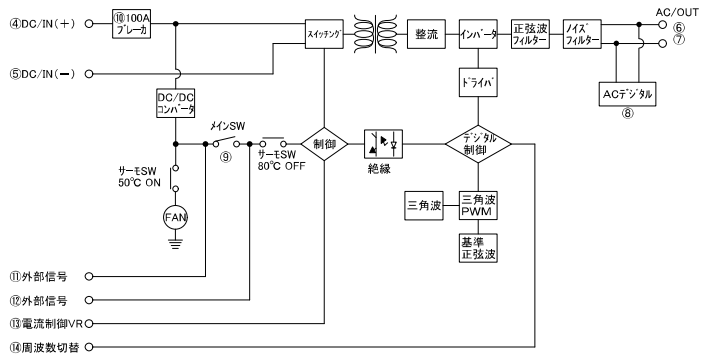 ④DC/IN(+)
⑩100A
ブレーカ
スイッチング
整流
インバータ
正弦波
フィルター
ノイズ
フィルター
AC/OUT
⑥
⑦
⑤DC/IN(−)
DC/DC
コンバータ
ドライバ
ACデジタル
⑧
メインSW
⑨
サーモSW
80℃ OFF
制御
絶縁
デジタル
制御
サーモSW
50℃ ON
FAN
三角波
三角波
PWM
基準
正弦波
⑪外部信号
⑫外部信号
⑬電流制御VR
⑭周波数切替